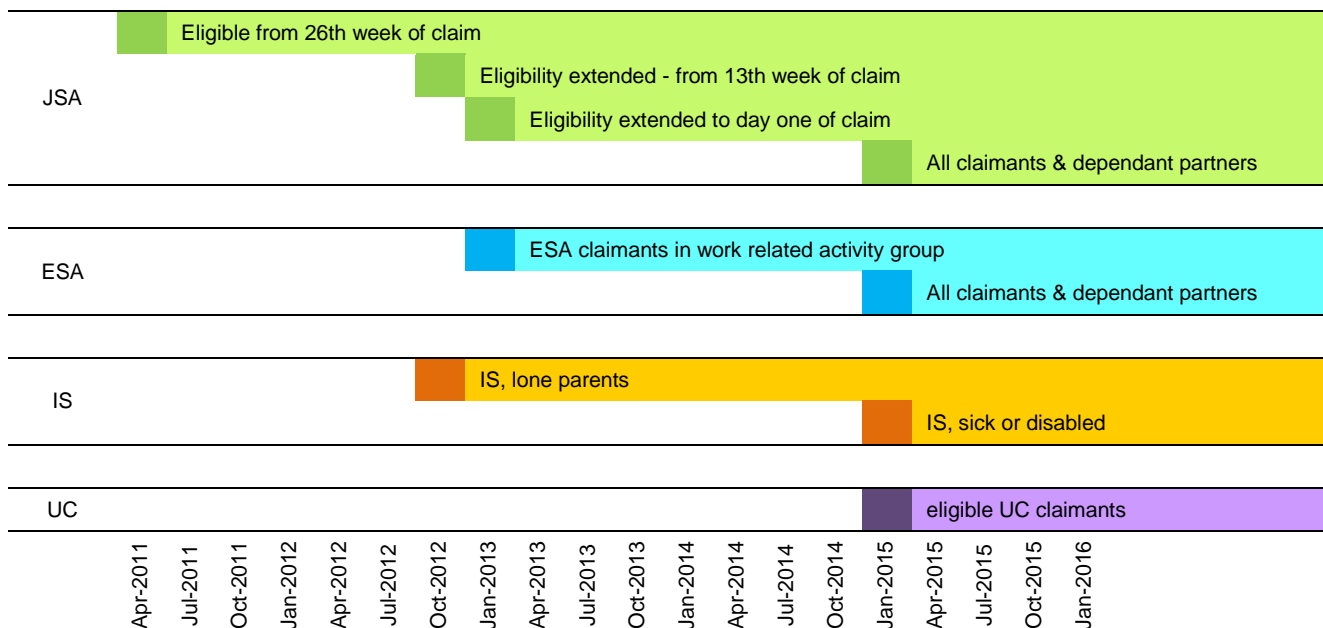 Eligible from 26th week of claim
JSA
Eligibility extended - from 13th week of claim
Eligibility extended to day one of claim
All claimants & dependant partners
ESA
ESA claimants in work related activity group
All claimants & dependant partners
IS
IS, lone parents
IS, sick or disabled
UC
eligible UC claimants
Apr-2011
Jul-2011
Oct-2011
Jan-2012
Apr-2012
Jul-2012
Oct-2012
Jan-2013
Apr-2013
Jul-2013
Oct-2013
Jan-2014
Apr-2014
Jul-2014
Oct-2014
Jan-2015
Apr-2015
Jul-2015
Oct-2015
Jan-2016